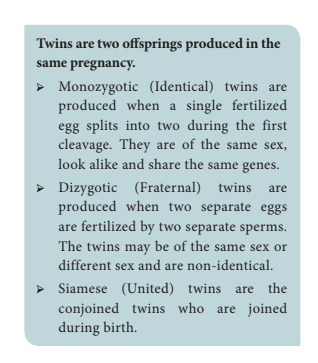 Twins are two offsprings produced in the
same pregnancy.
➢ Monozygotic (Identical) twins are
produced when a single fertilized
egg splits into two during the first
cleavage. They are of the same sex,
look alike and share the same genes.
➢ Dizygotic (Fraternal) twins are
produced when two separate eggs
are fertilized by two separate sperms.
The twins may be of the same sex or
different sex and are non-identical.
➢ Siamese (United) twins are the
conjoined twins who are joined
during birth.